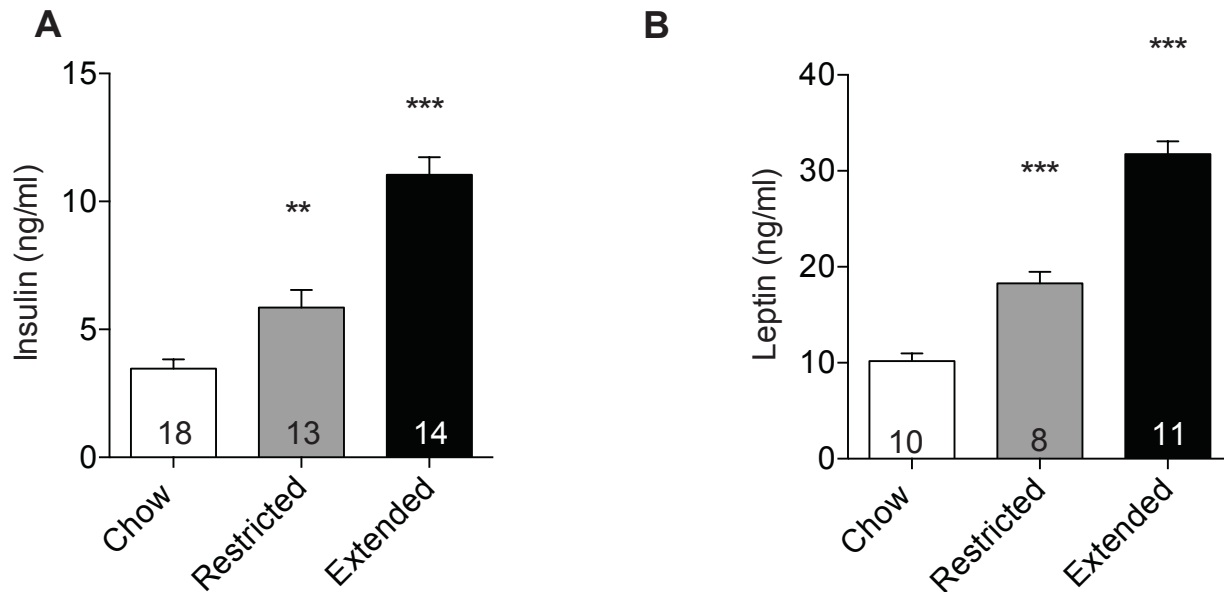 A
Insulin (ng/ml)
15
10
5
0
**
***
18
13
14
Chow
Restricted
Extended
B
Leptin (ng/ml)
40
30
20
10
0
***
***
10
8
11
Chow
Restricted
Extended